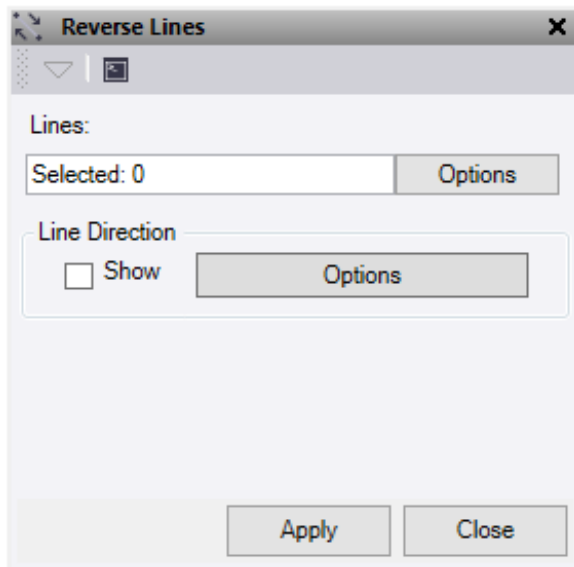 Reverse Lines
Lines:
Selected: 0
Options
Line Direction
Show
Options
Apply
Close